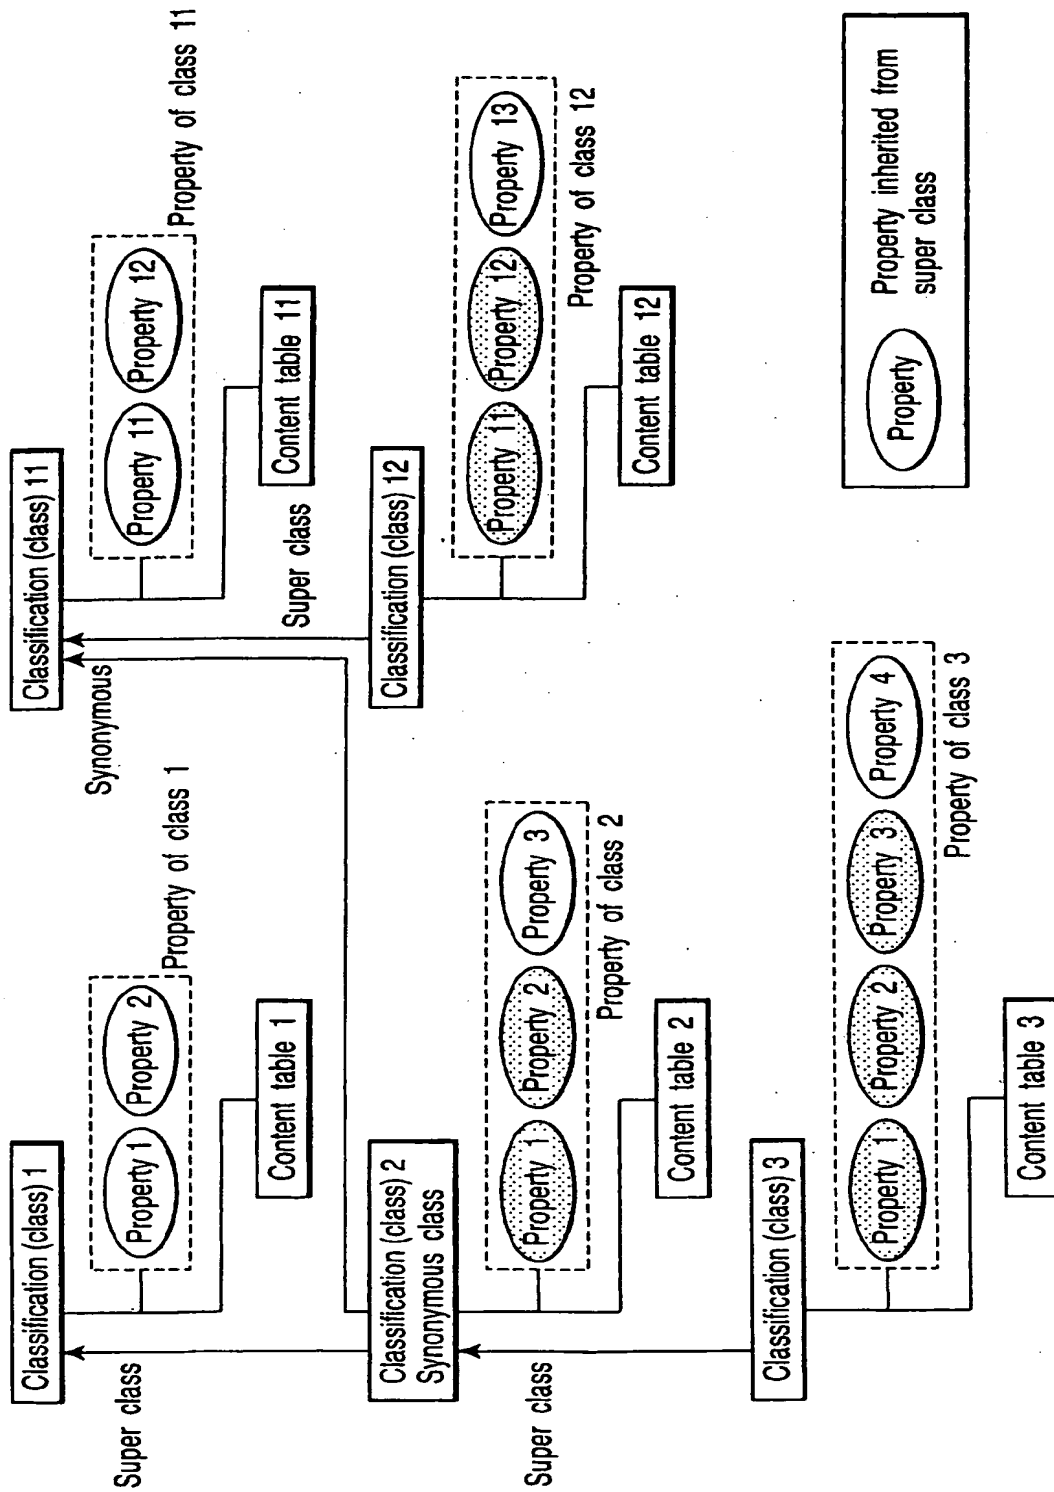 Classification (class) 1
Super class
Property 1
Property 2
Property of class 1
Content table 1
Classification (class) 2
Synonymous class
Super class
Property 1
Property 2
Property 3
Property of class 2
Content table 2
Classification (class) 3
Property 1
Property 2
Property 3
Property 4
Property of class 3
Content table 3
Classification (class) 11
Synonymous
Property 11
Property 12
Property of class 11
Content table 11
Super class
Classification (class) 12
Property 11
Property 12
Property 13
Property of class 12
Content table 12
Property
Property inherited from
super class